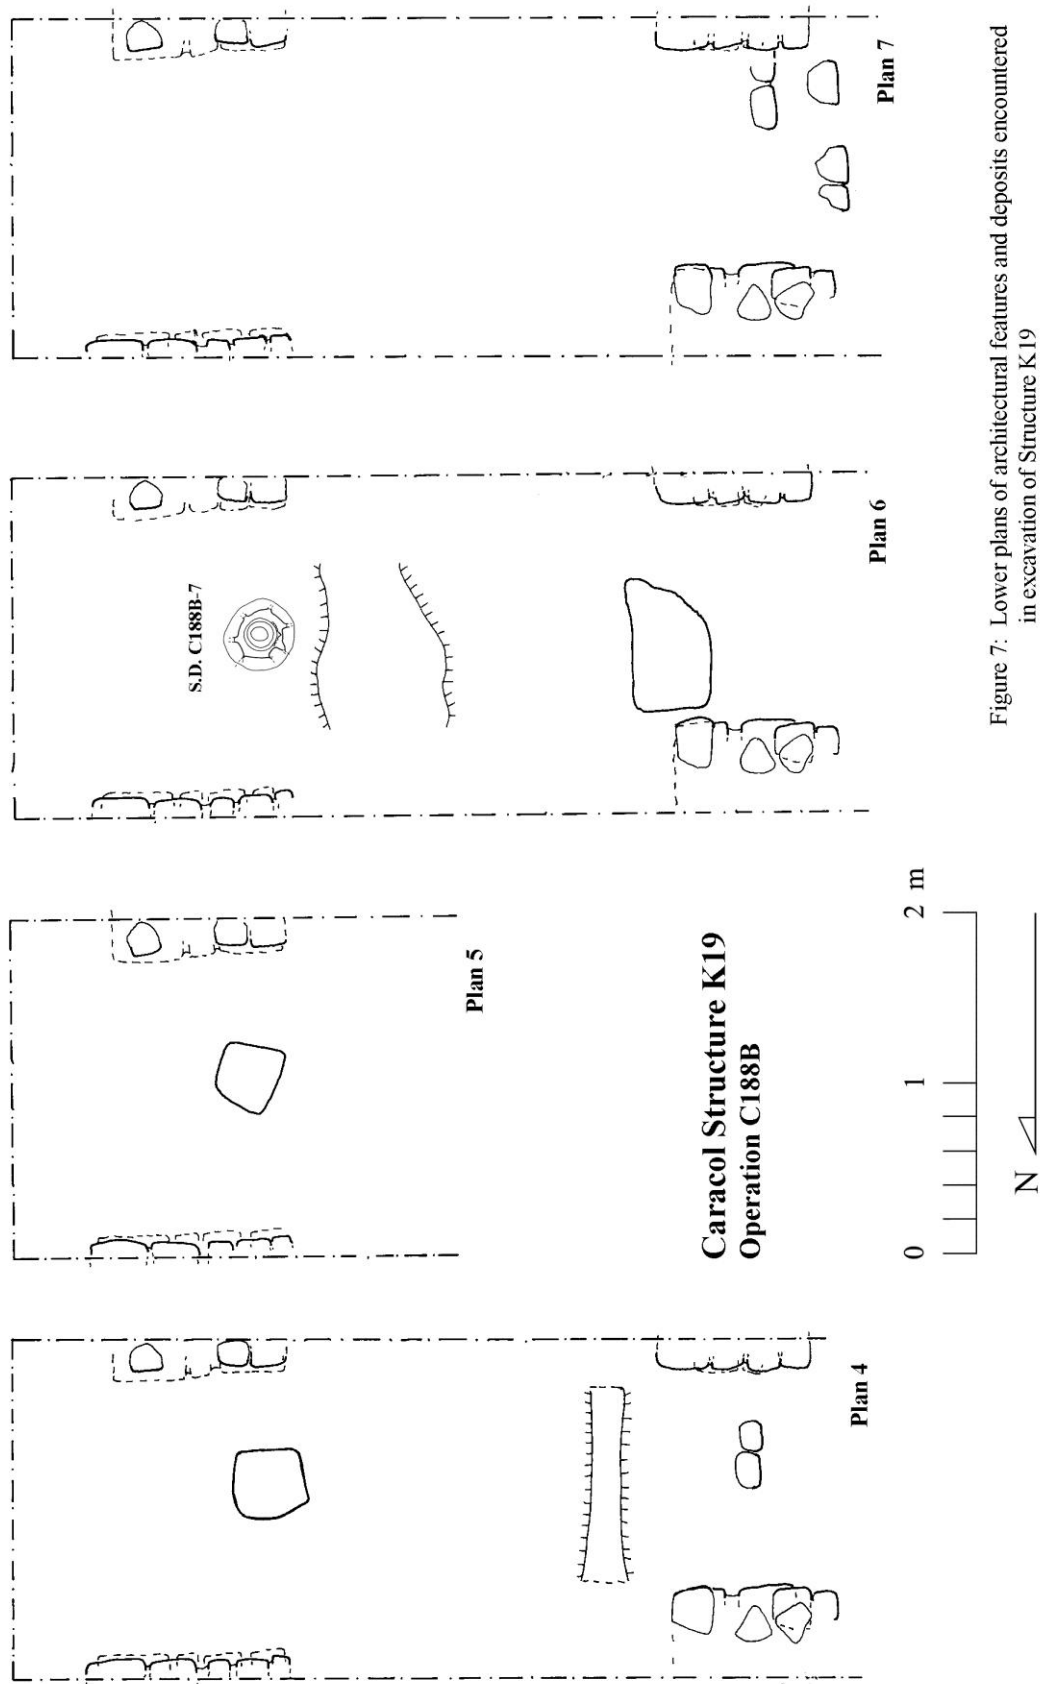 Plan 4
Plan 5
Plan 6
Plan 7
S.D. C188B-7
Caracol Structure K19
Operation C188B
0 1 2 m
N
Figure 7: Lower plans of architectural features and deposits encountered
in excavation of Structure K19